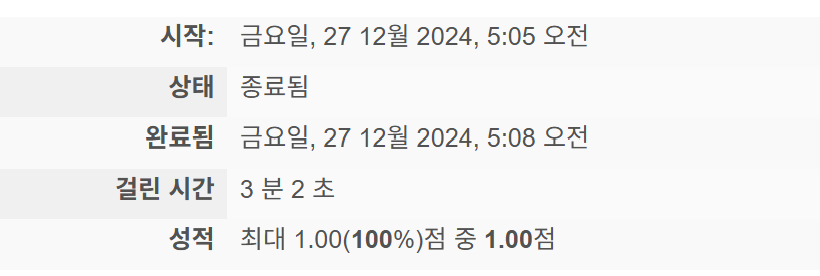 시작: 금요일, 27 12월 2024, 5:05 오전
상태 종료됨
완료됨 금요일, 27 12월 2024, 5:08 오전
걸린 시간 3 분 2 초
성적 최대 1.00(100%)점 중 1.00점